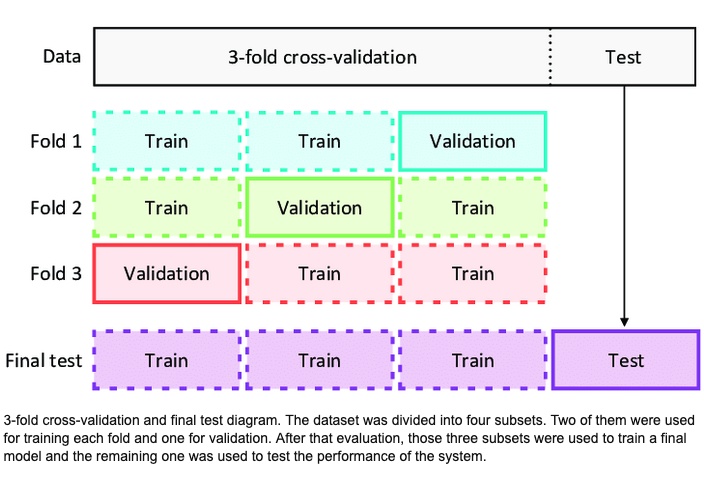 Data 3-fold cross-validation Test
Fold 1 Train Train Validation
Fold 2 Train Validation Train
Fold 3 Validation Train Train
Final test Train Train Train Test
3-fold cross-validation and final test diagram. The dataset was divided into four subsets. Two of them were used
for training each fold and one for validation. After that evaluation, those three subsets were used to train a final
model and the remaining one was used to test the performance of the system.